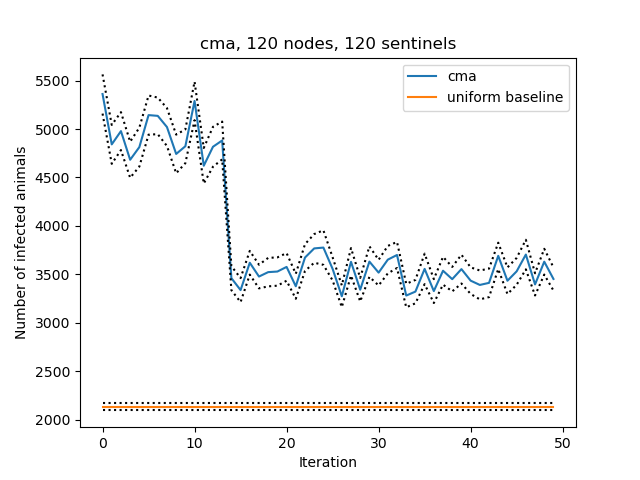 cma, 120 nodes, 120 sentinels
cma
uniform baseline
Number of infected animals
5500
5000
4500
4000
3500
3000
2500
2000
0 10 20 30 40 50
Iteration